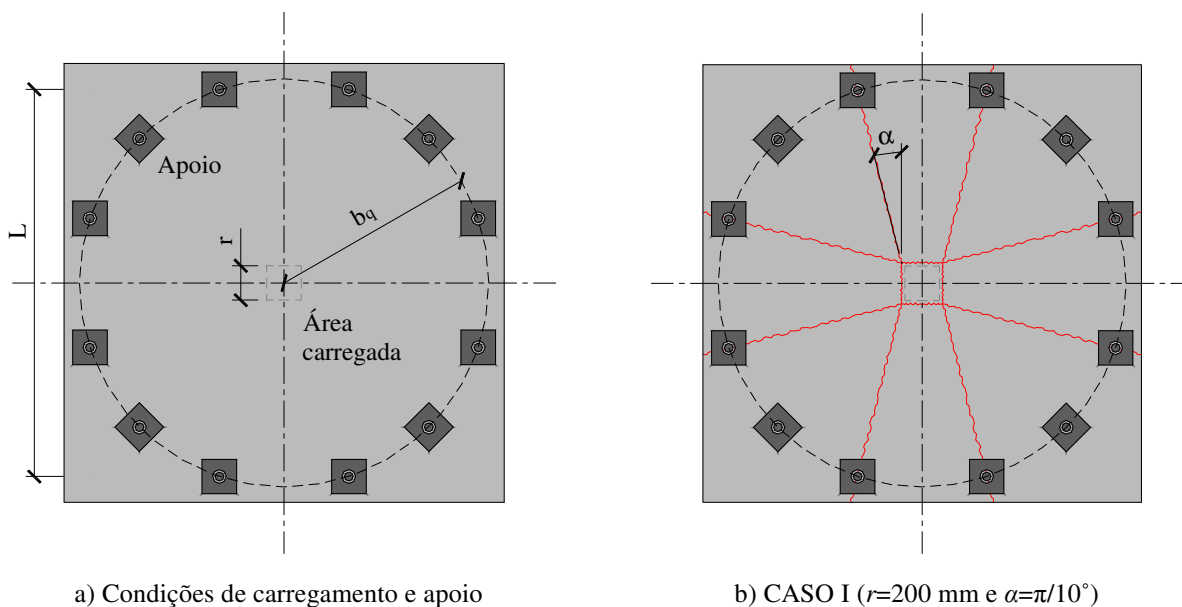 L
Apoio
r
bq
Área
carregada
α
a) Condições de carregamento e apoio
b) CASO I (r=200 mm e α=π/10˚)